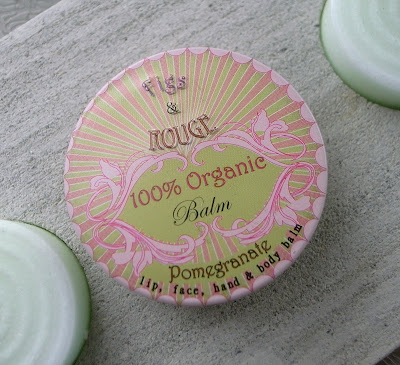 Figs
&
ROUGE
100% Organic
Balm
Pomegranate
lip, face, hand & body balm